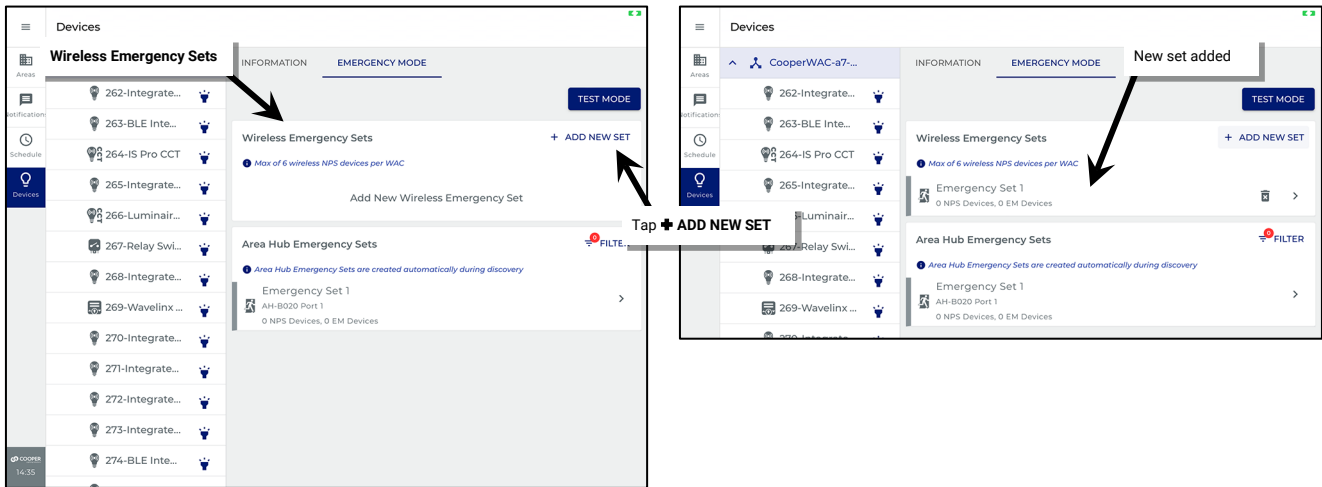 Devices
Wireless Emergency Sets
INFORMATION EMERGENCY MODE
Areas
Notifications
Schedule
Devices
262-Integrate...
263-BLE Inte...
264-IS Pro CCT
265-Integrate...
266-Luminair...
267-Relay Swi...
268-Integrate...
269-Wavelinx ...
270-Integrate...
271-Integrate...
272-Integrate...
273-Integrate...
274-BLE Inte...
COOPER
14:35
TEST MODE
Wireless Emergency Sets + ADD NEW SET
Max of 6 wireless NPS devices per WAC
Add New Wireless Emergency Set
Tap + ADD NEW SET
Area Hub Emergency Sets 0 FILTE
Area Hub Emergency Sets are created automatically during discovery
Emergency Set 1
AH-B020 Port 1
0 NPS Devices, 0 EM Devices
Devices
New set added
CooperWAC-a7-...
INFORMATION EMERGENCY MODE
Areas
Notifications
Schedule
Devices
262-Integrate...
263-BLE Inte...
264-IS Pro CCT
265-Integrate...
-Luminair...
267-Relay Swi...
268-Integrate...
269-Wavelinx ...
270-Integrate
TEST MODE
Wireless Emergency Sets + ADD NEW SET
Max of 6 wireless NPS devices per WAC
Emergency Set 1
0 NPS Devices, 0 EM Devices
Area Hub Emergency Sets 0 FILTER
Area Hub Emergency Sets are created automatically during discovery
Emergency Set 1
AH-B020 Port 1
0 NPS Devices, 0 EM Devices